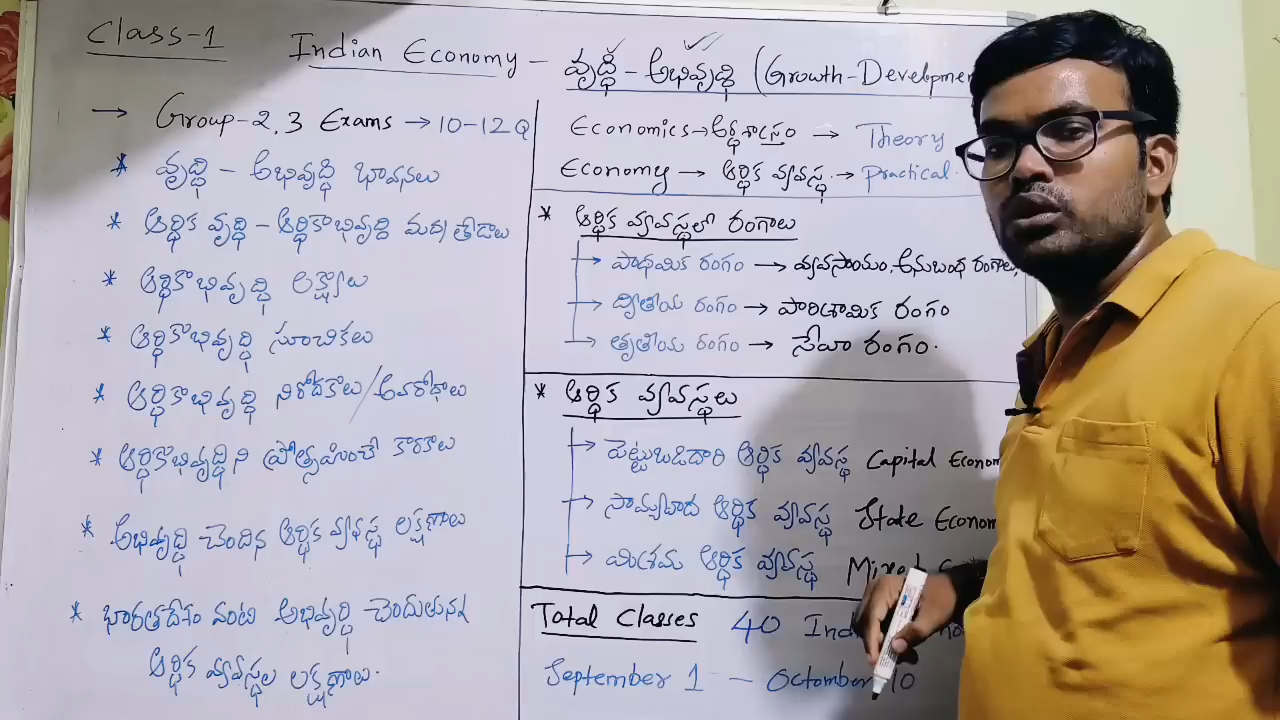 Class-1 Indian Economy - వృద్ధి - అభివృద్ధి (Growth-Developmen
→ Group-2,3 Exams → 10-12Q
* వృద్ధి - అభివృద్ధి భావనలు
* ఆర్థిక వృద్ధి - ఆర్థికాభివృద్ధి మధ్య తేడాలు
* ఆర్థికాభివృద్ధి లక్ష్యాలు
* ఆర్థికాభివృద్ధి సూచికలు
* ఆర్థికాభివృద్ధి నిరోధకాలు/అవరోధాలు
* ఆర్థికాభివృద్ధిని ప్రోత్సహించే కారకాలు
* అభివృద్ధి చెందిన ఆర్థిక వ్యవస్థ లక్షణాలు
* భారతదేశం వంటి అభివృద్ధి చెందుతున్న
ఆర్థిక వ్యవస్థల లక్షణాలు.
Economics→అర్థశాస్త్రం → Theory
Economy → ఆర్థిక వ్యవస్థ → Practical.
* ఆర్థిక వ్యవస్థలో రంగాలు
→ ప్రాథమిక రంగం → వ్యవసాయం, అనుబంధ రంగాలు,
→ ద్వితీయ రంగం → పారిశ్రామిక రంగం
→ తృతీయ రంగం → సేవా రంగం.
* ఆర్థిక వ్యవస్థలు
→ పెట్టుబడిదారి ఆర్థిక వ్యవస్థ Capital Econom
→ సామ్యవాద ఆర్థిక వ్యవస్థ State Econom
→ మిశ్రమ ఆర్థిక వ్యవస్థ Mixed
Total Classes 40 Ind
September 1 - Octomber 10